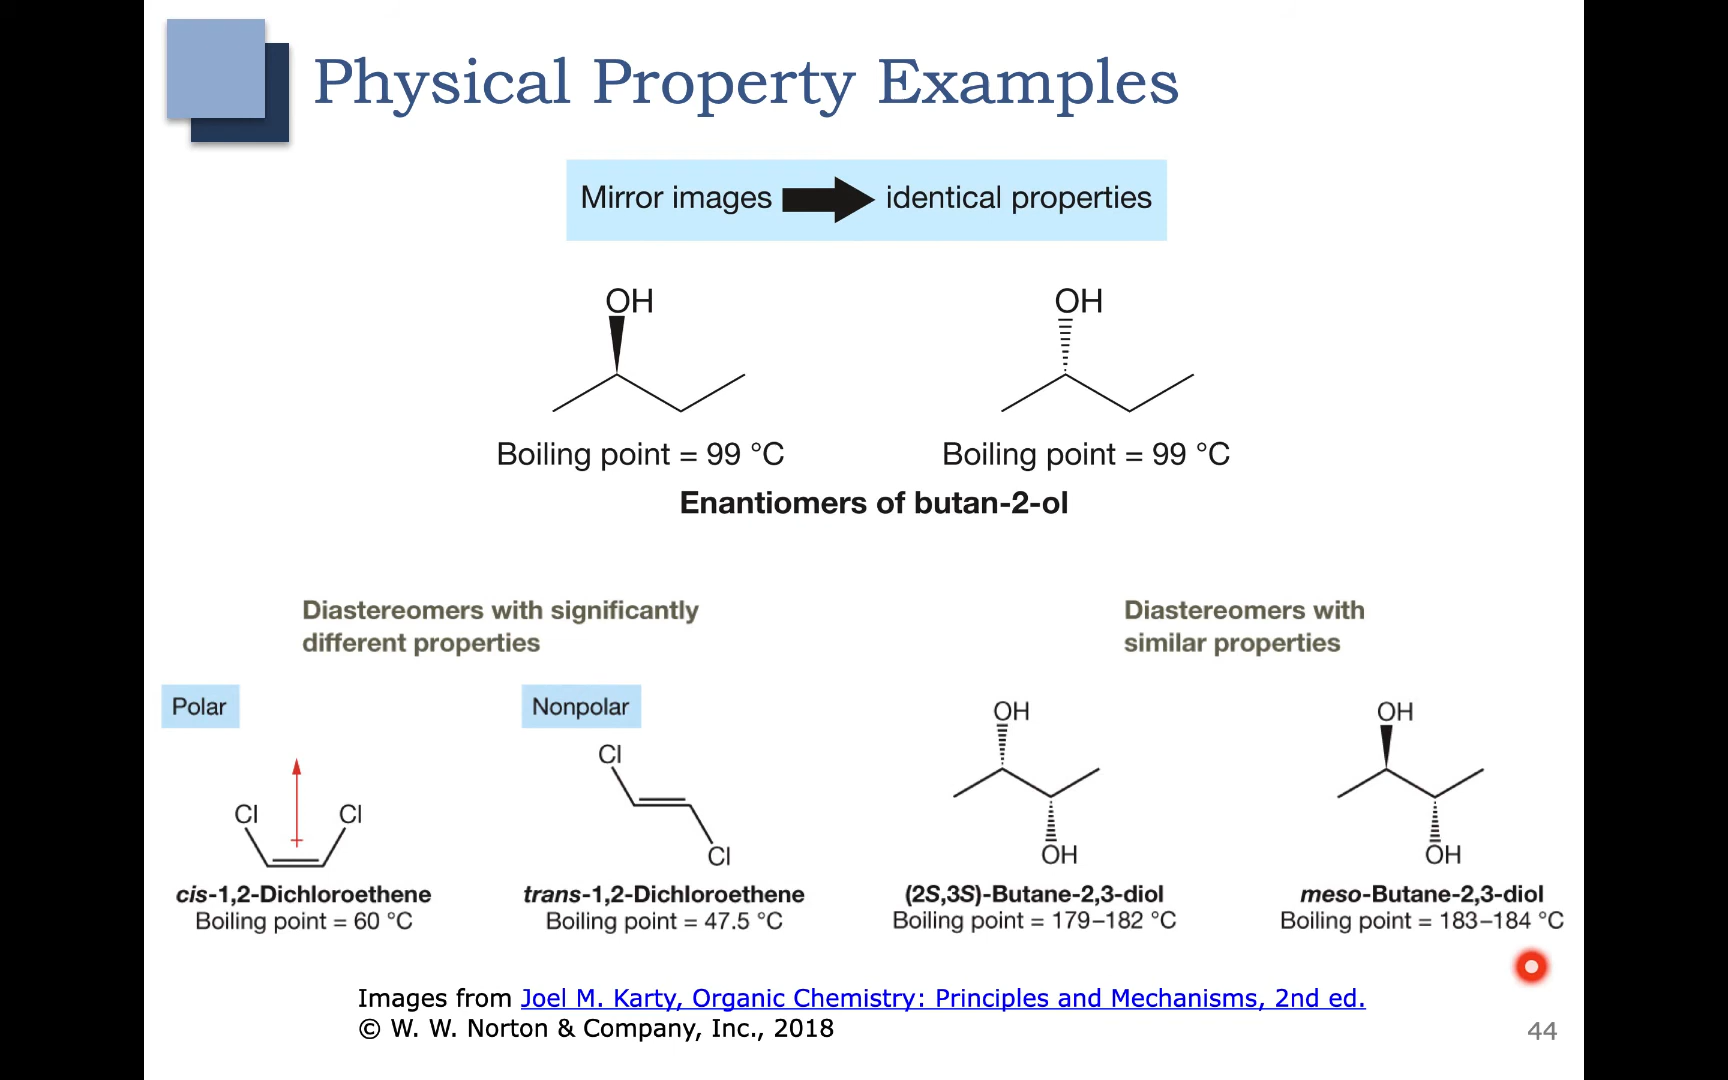 Physical Property Examples
Mirror images identical properties
OH
OH
Boiling point = 99 °C
Boiling point = 99 °C
Enantiomers of butan-2-ol
Diastereomers with significantly
different properties
Diastereomers with
similar properties
Polar
Cl
Cl
cis-1,2-Dichloroethene
Boiling point = 60 °C
Nonpolar
Cl
Cl
trans-1,2-Dichloroethene
Boiling point = 47.5 °C
OH
OH
(2S,3S)-Butane-2,3-diol
Boiling point = 179–182 °C
OH
OH
meso-Butane-2,3-diol
Boiling point = 183–184 °C
Images from Joel M. Karty, Organic Chemistry: Principles and Mechanisms, 2nd ed.
© W. W. Norton & Company, Inc., 2018
44